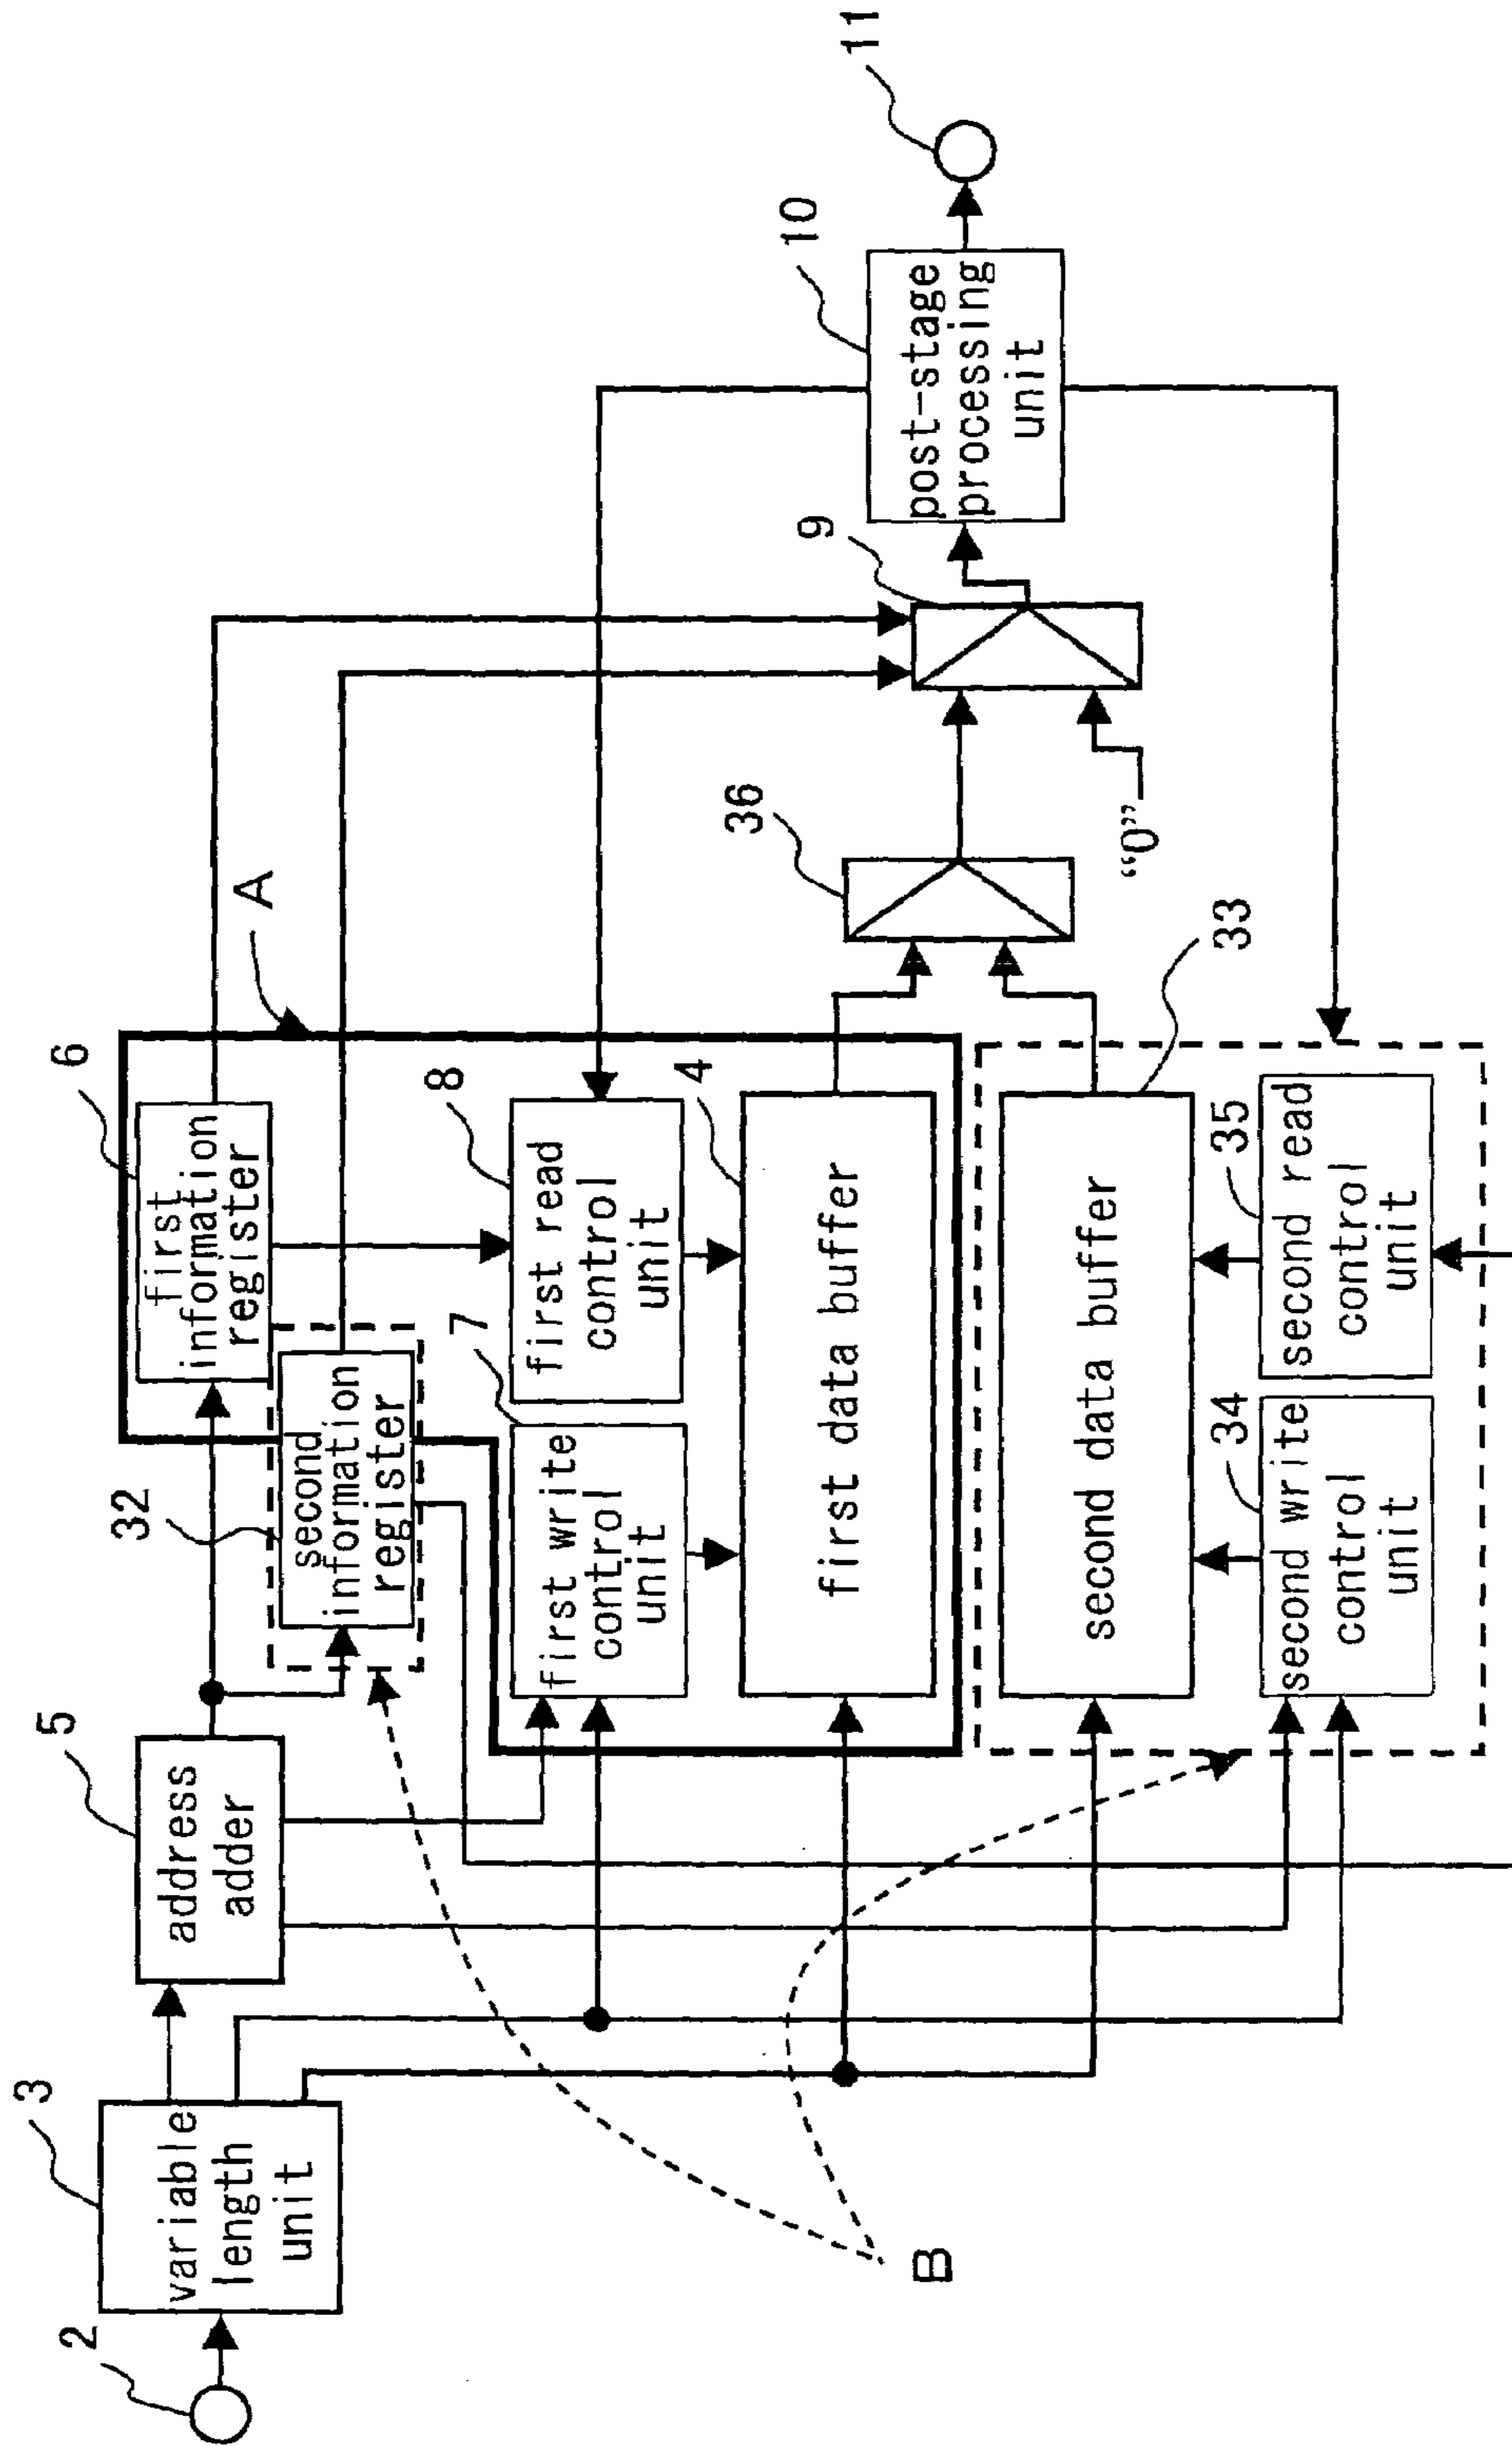 2
3
variable
length
unit
5
address
adder
32
second
information
register
6
first
information
register
A
7
first write
control
unit
8
first read
control
unit
4
first data buffer
33
second data buffer
34
second write
control
unit
35
second read
control
unit
36
“0”
9
10
post-stage
processing
unit
11
B